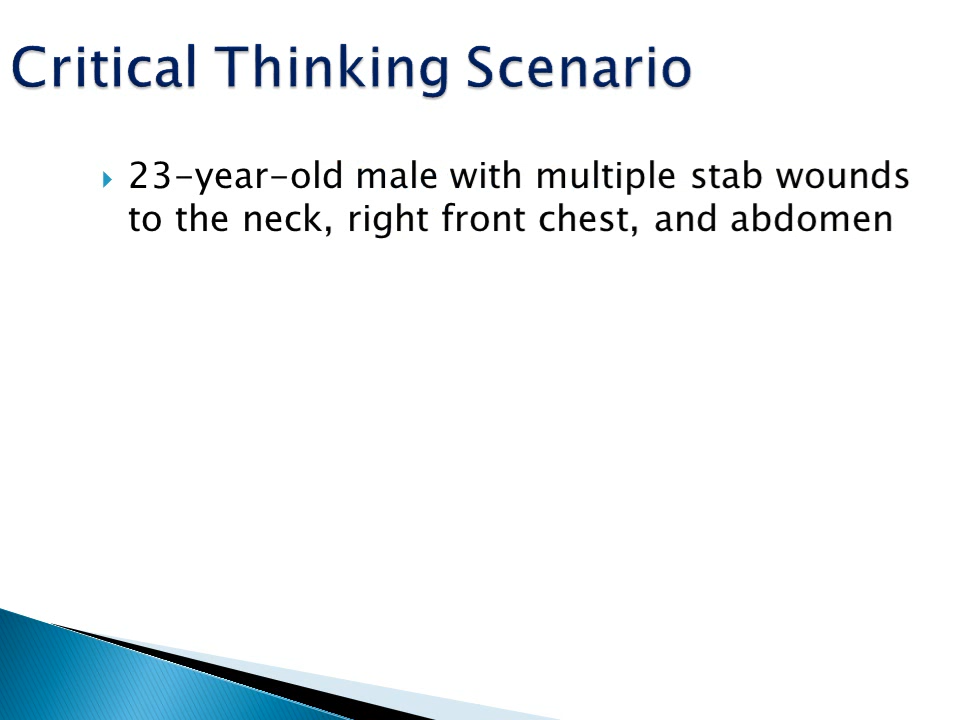 Critical Thinking Scenario
23-year-old male with multiple stab wounds
to the neck, right front chest, and abdomen